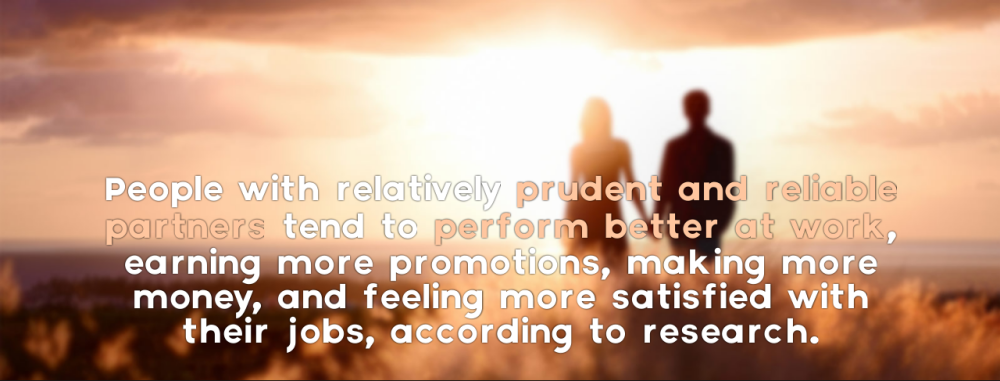 People with relatively prudent and reliable
partners tend to perform better at work,
earning more promotions, making more
money, and feeling more satisfied with
their jobs, according to research.